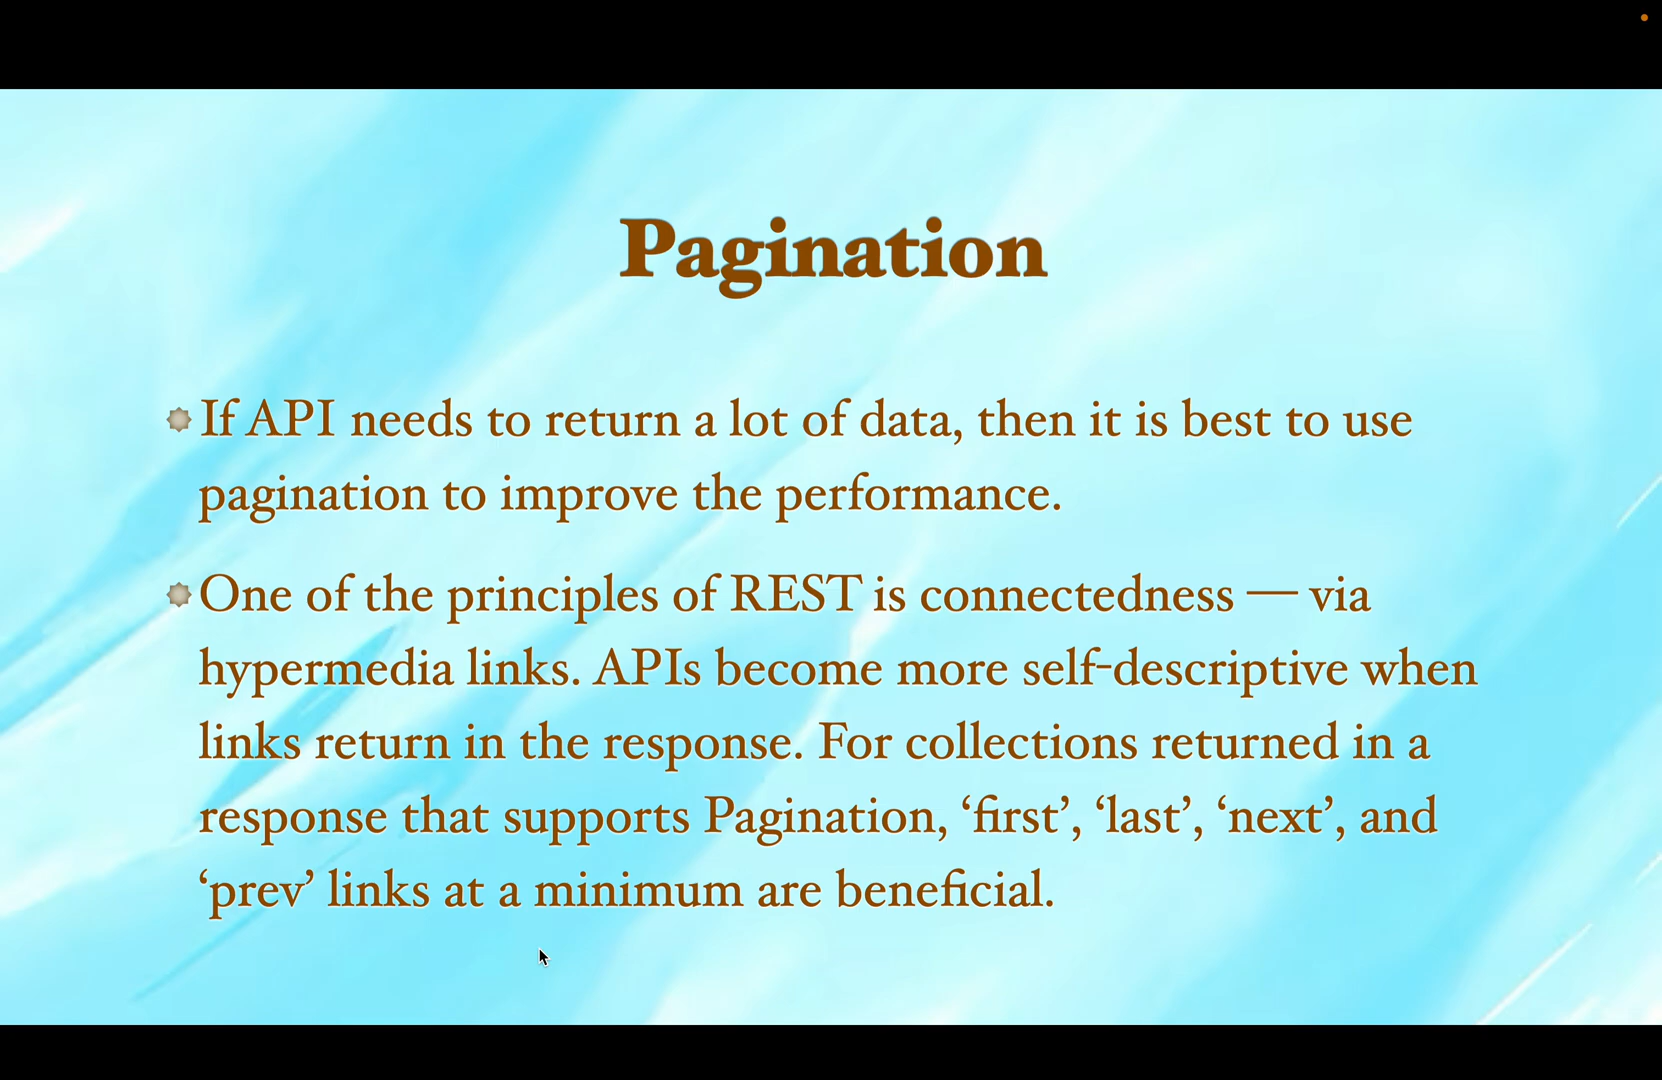 Pagination
If API needs to return a lot of data, then it is best to use
pagination to improve the performance.
One of the principles of REST is connectedness — via
hypermedia links. APIs become more self-descriptive when
links return in the response. For collections returned in a
response that supports Pagination, ‘first’, ‘last’, ‘next’, and
‘prev’ links at a minimum are beneficial.